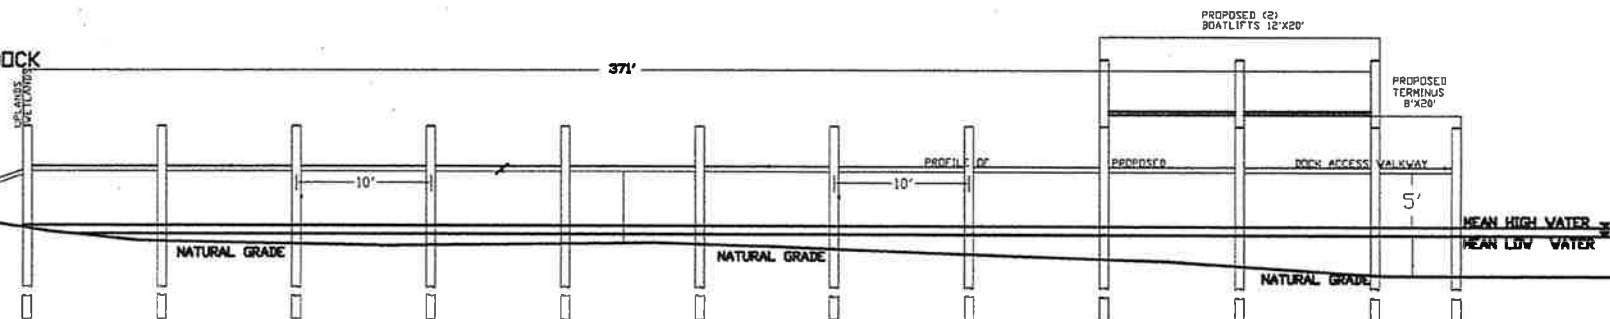 PROPOSED (2)
BOATLIFTS 12'X20'
DOCK
371'
UPLANDS
WETLANDS
PROPOSED
TERMINUS
8'X20'
PROFILE OF PROPOSED DOCK ACCESS WALKWAY
10'
10'
5'
MEAN HIGH WATER
MEAN LOW WATER
NATURAL GRADE
NATURAL GRADE
NATURAL GRADE